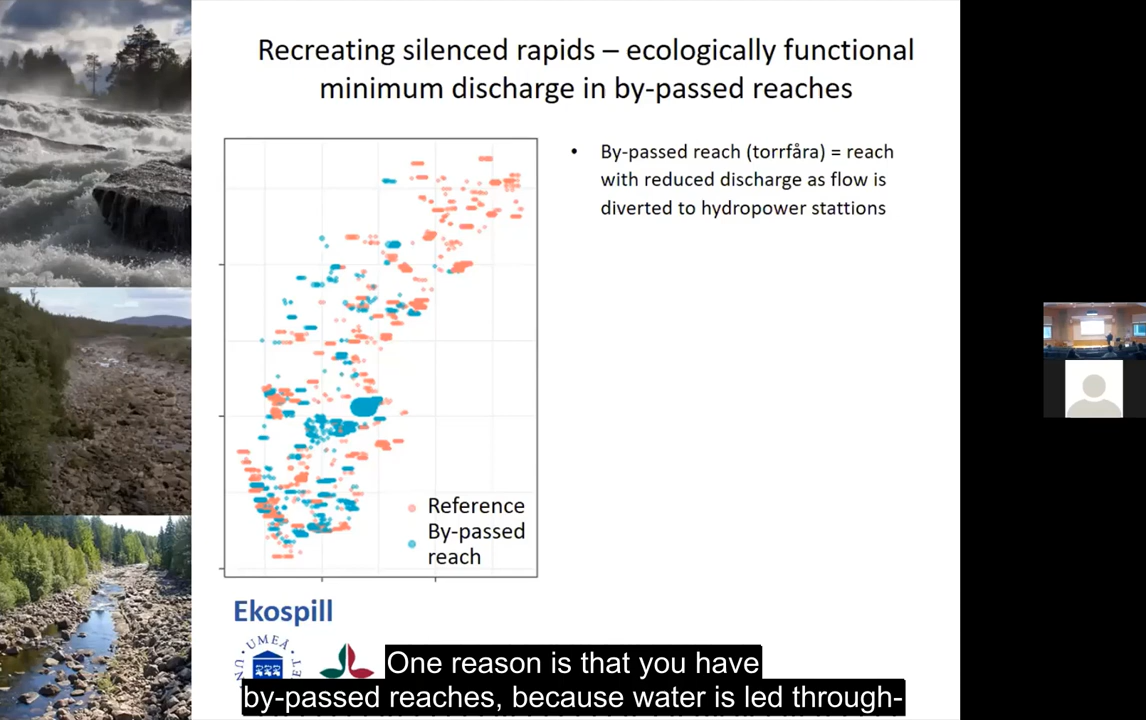 Recreating silenced rapids – ecologically functional
minimum discharge in by-passed reaches
• By-passed reach (torrfåra) = reach
with reduced discharge as flow is
diverted to hydropower stattions
Reference
By-passed
reach
Ekospill
UMEÅ
One reason is that you have
by-passed reaches, because water is led through-